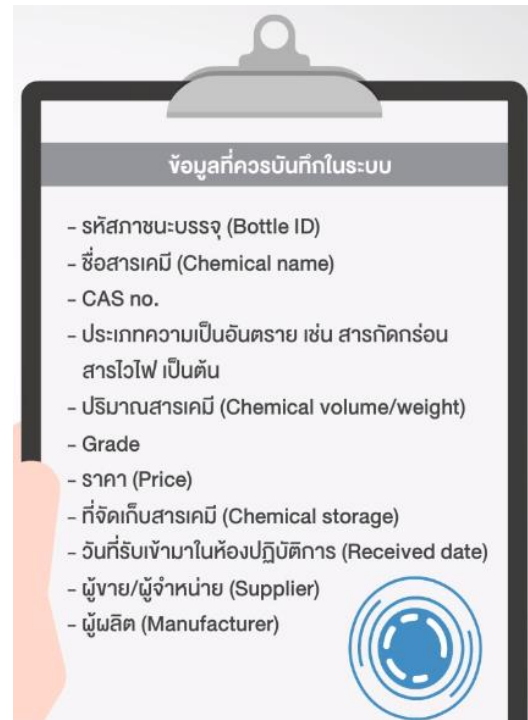 ข้อมูลที่ควรบันทึกในระบบ
- รหัสภาชนะบรรจุ (Bottle ID)
- ชื่อสารเคมี (Chemical name)
- CAS no.
- ประเภทความเป็นอันตราย เช่น สารกัดกร่อน
สารไวไฟ เป็นต้น
- ปริมาณสารเคมี (Chemical volume/weight)
- Grade
- ราคา (Price)
- ที่จัดเก็บสารเคมี (Chemical storage)
- วันที่รับเข้ามาในห้องปฏิบัติการ (Received date)
- ผู้ขาย/ผู้จำหน่าย (Supplier)
- ผู้ผลิต (Manufacturer)